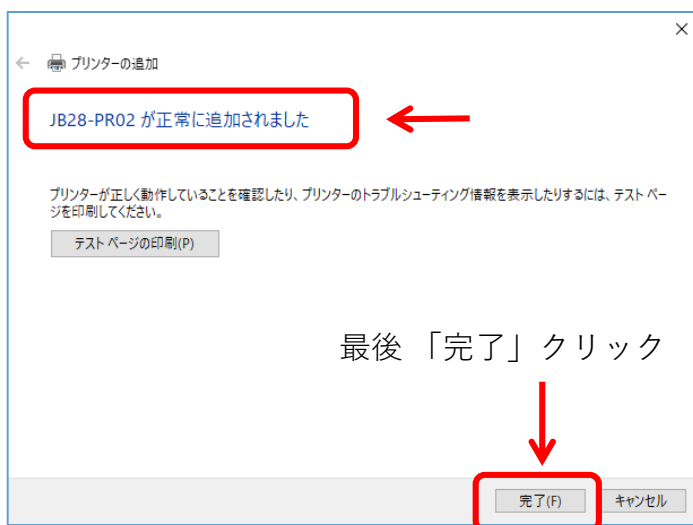 プリンターの追加
JB28-PR02 が正常に追加されました
プリンターが正しく動作していることを確認したり、プリンターのトラブルシューティング情報を表示したりするには、テスト ペー
ジを印刷してください。
テスト ページの印刷(P)
最後 「完了」クリック
完了(F) キャンセル